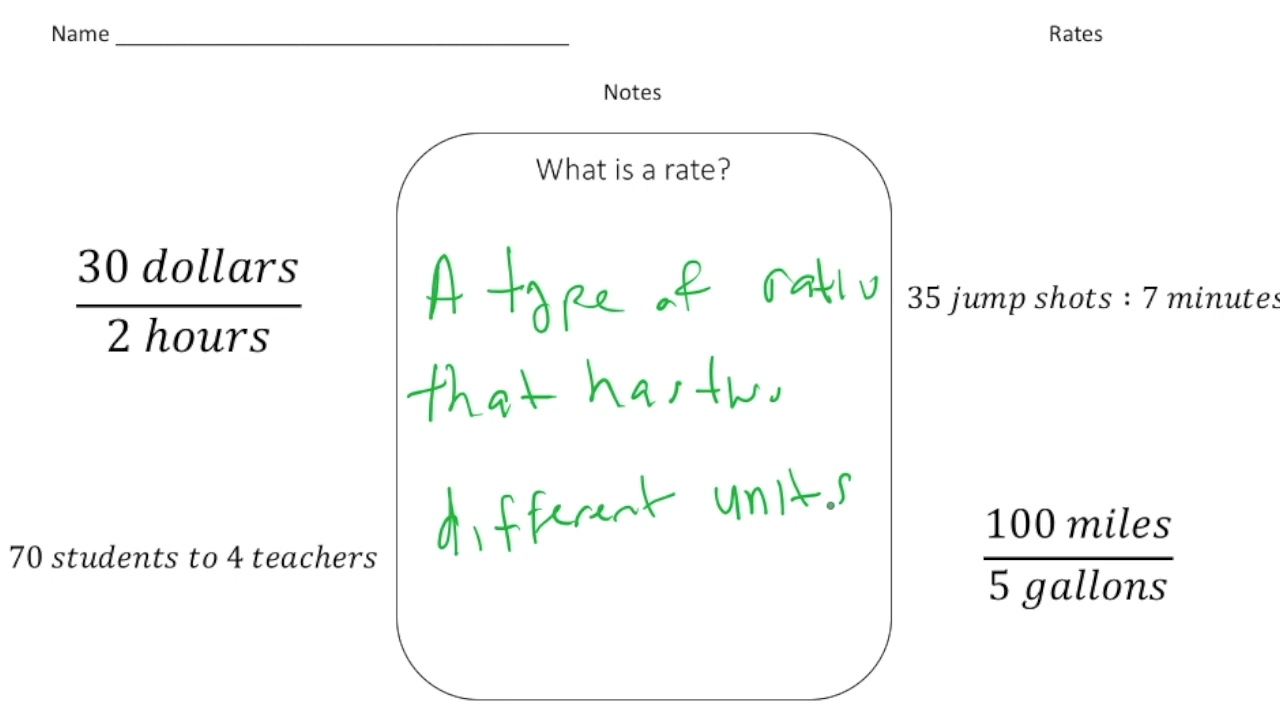 Name
Rates
Notes
What is a rate?
30 dollars
2 hours
A type of ratio
that has two
different units
35 jump shots : 7 minutes
70 students to 4 teachers
100 miles
5 gallons